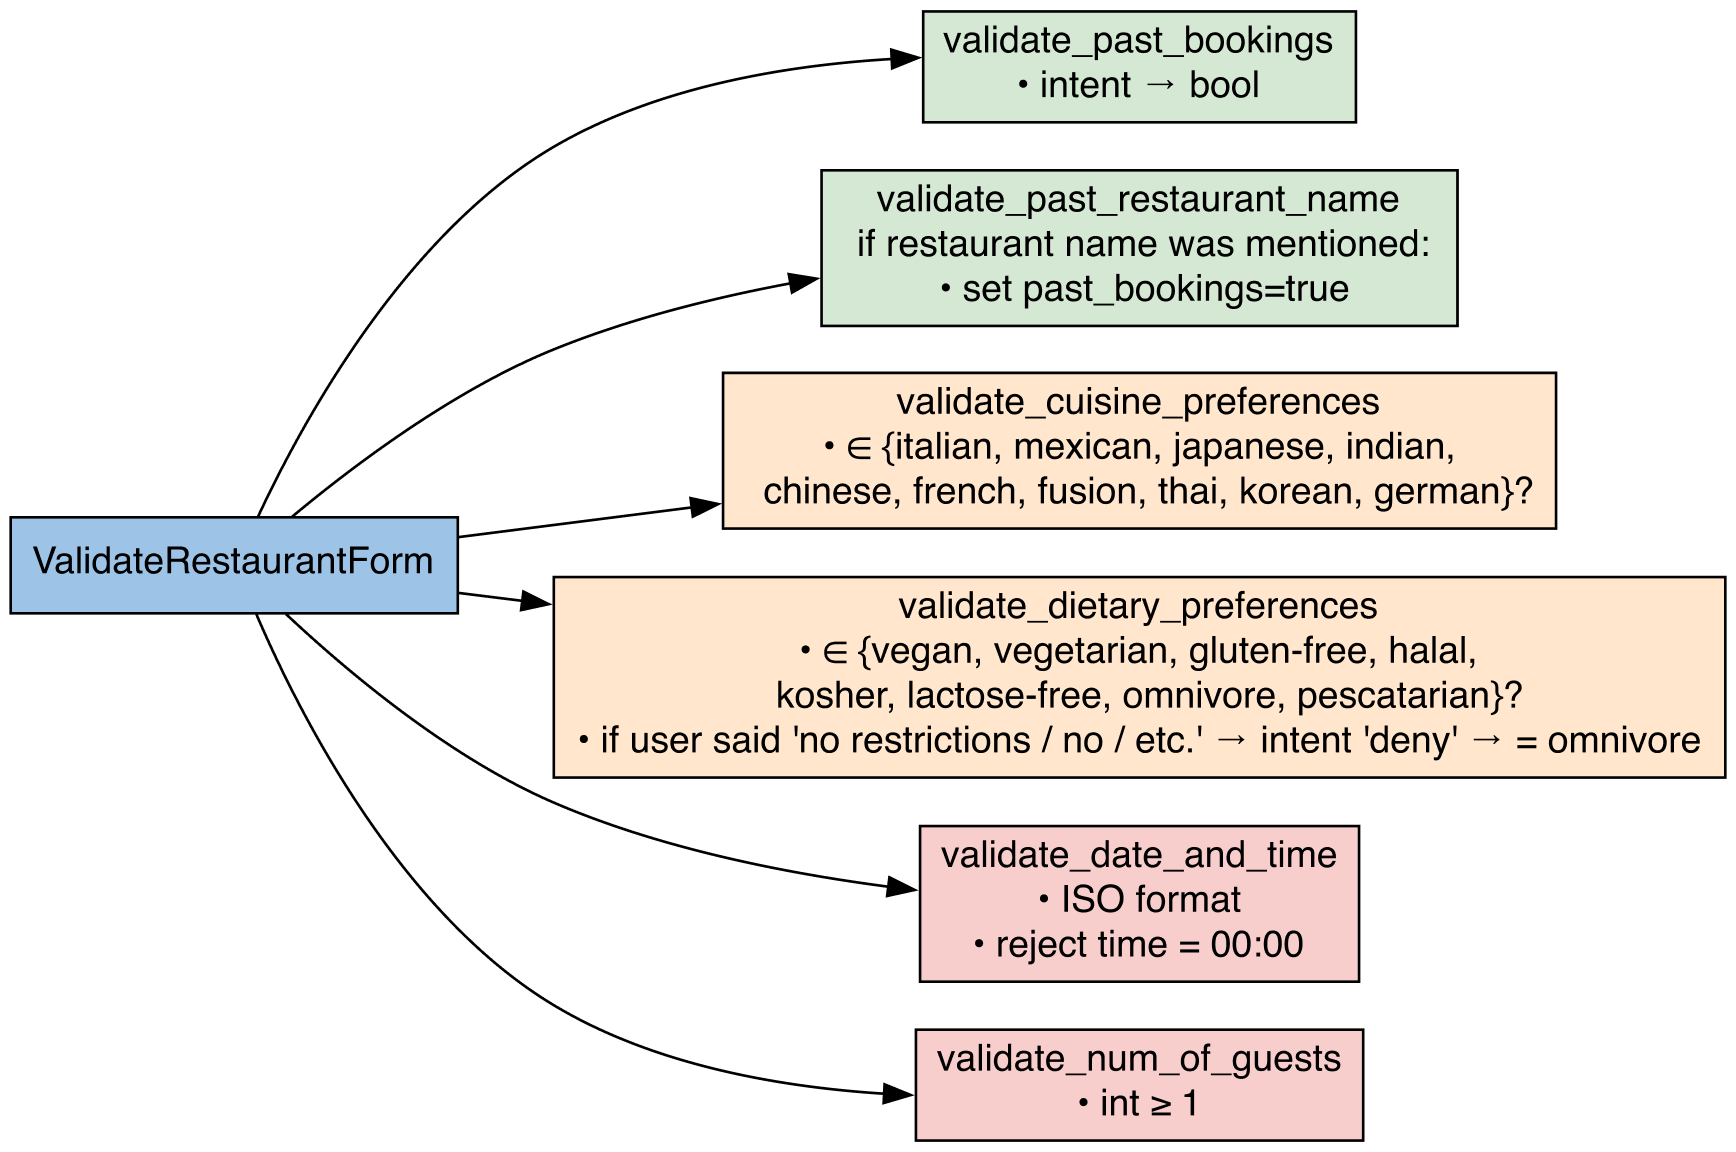 validate_past_bookings
• intent → bool
validate_past_restaurant_name
if restaurant name was mentioned:
• set past_bookings=true
validate_cuisine_preferences
• ∈ {italian, mexican, japanese, indian,
chinese, french, fusion, thai, korean, german}?
ValidateRestaurantForm
validate_dietary_preferences
• ∈ {vegan, vegetarian, gluten-free, halal,
kosher, lactose-free, omnivore, pescatarian}?
• if user said 'no restrictions / no / etc.' → intent 'deny' → = omnivore
validate_date_and_time
• ISO format
• reject time = 00:00
validate_num_of_guests
• int ≥ 1